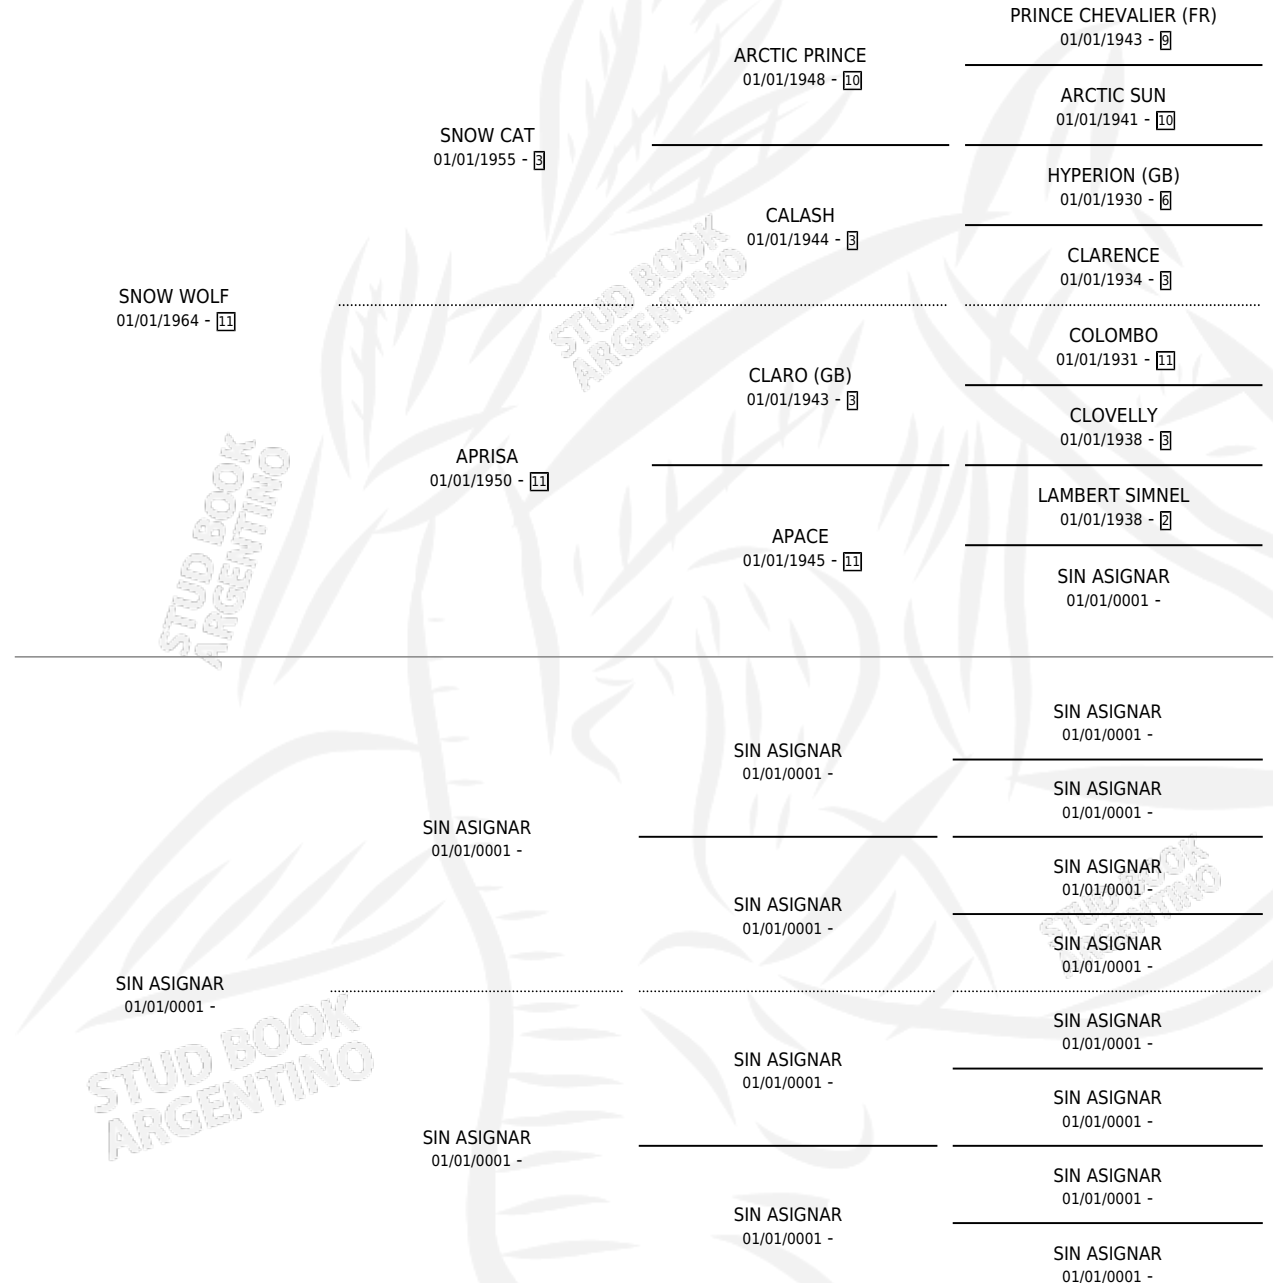 PRINCE CHEVALIER (FR)
01/01/1943 - 9
ARCTIC PRINCE
01/01/1948 - 10
ARCTIC SUN
01/01/1941 - 10
SNOW CAT
01/01/1955 - 3
HYPERION (GB)
01/01/1930 - 6
CALASH
01/01/1944 - 3
CLARENCE
01/01/1934 - 3
SNOW WOLF
01/01/1964 - 11
COLOMBO
01/01/1931 - 11
CLARO (GB)
01/01/1943 - 3
CLOVELLY
01/01/1938 - 3
APRISA
01/01/1950 - 11
LAMBERT SIMNEL
01/01/1938 - 2
APACE
01/01/1945 - 11
SIN ASIGNAR
01/01/0001 -
SIN ASIGNAR
01/01/0001 -
SIN ASIGNAR
01/01/0001 -
SIN ASIGNAR
01/01/0001 -
SIN ASIGNAR
01/01/0001 -
SIN ASIGNAR
01/01/0001 -
SIN ASIGNAR
01/01/0001 -
SIN ASIGNAR
01/01/0001 -
SIN ASIGNAR
01/01/0001 -
SIN ASIGNAR
01/01/0001 -
SIN ASIGNAR
01/01/0001 -
SIN ASIGNAR
01/01/0001 -
SIN ASIGNAR
01/01/0001 -
SIN ASIGNAR
01/01/0001 -
SIN ASIGNAR
01/01/0001 -
SIN ASIGNAR
01/01/0001 -
STUD BOOK
ARGENTINO
STUD BOOK
ARGENTINO
STUD BOOK
ARGENTINO
STUD BOOK
ARGENTINO